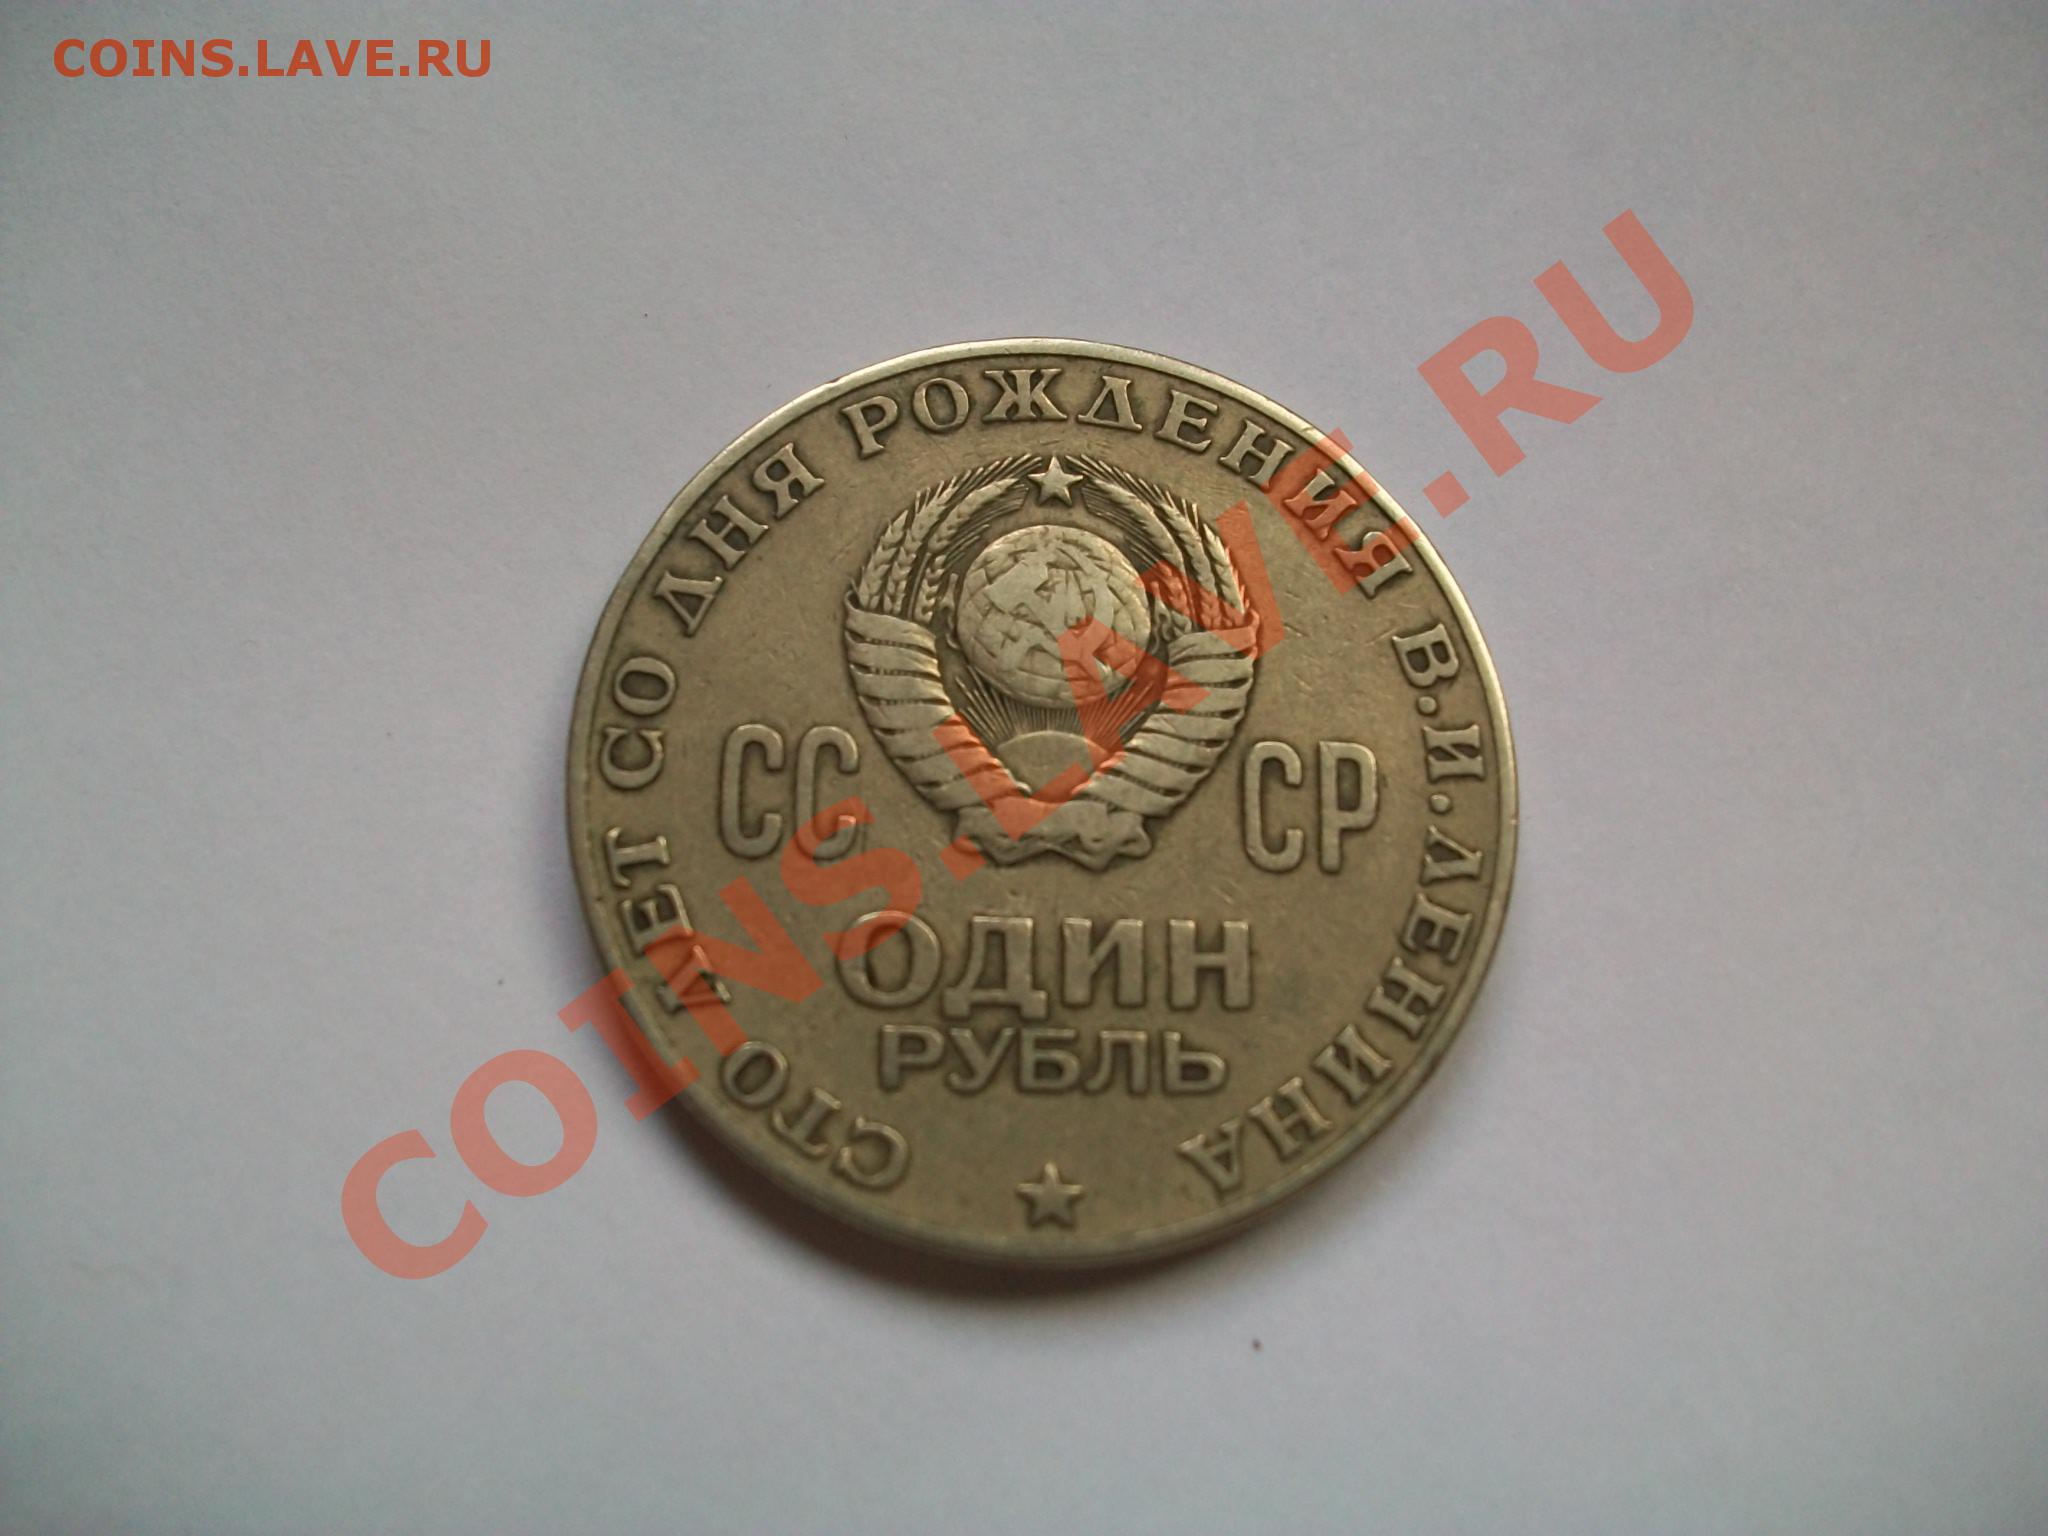 COINS.LAVE.RU
СТО ЛЕТ СО ДНЯ РОЖДЕНИЯ В.И.ЛЕНИНА
СС СР
ОДИН
РУБЛЬ
COINS.LAVE.RU